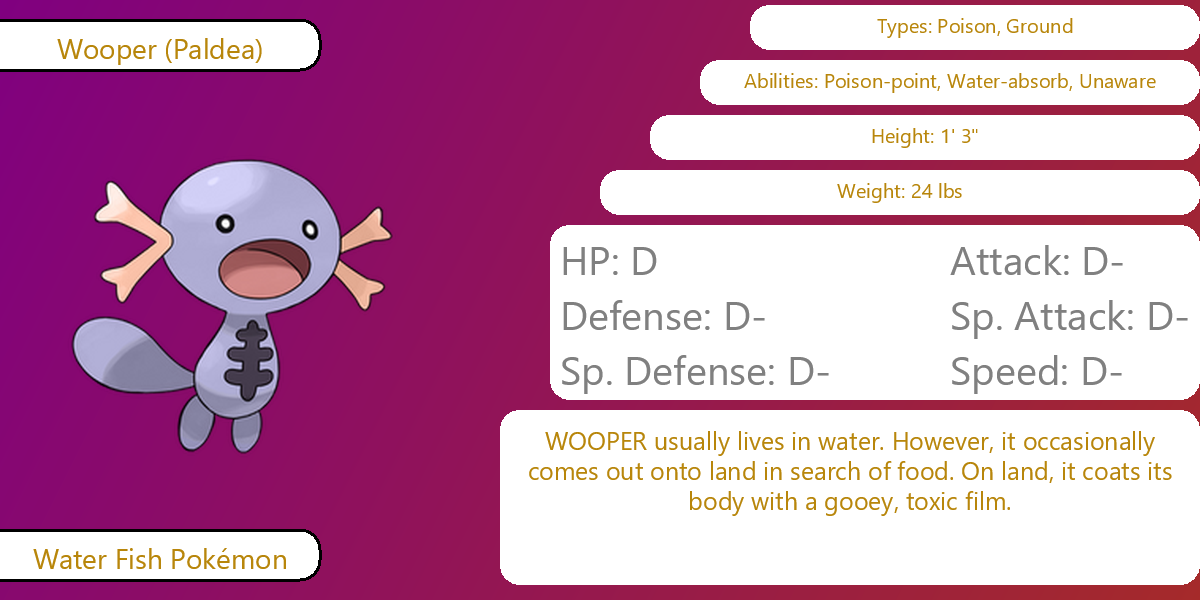 Wooper (Paldea)
Types: Poison, Ground
Abilities: Poison-point, Water-absorb, Unaware
Height: 1' 3"
Weight: 24 lbs
HP: D
Attack: D-
Defense: D-
Sp. Attack: D-
Sp. Defense: D-
Speed: D-
WOOPER usually lives in water. However, it occasionally
comes out onto land in search of food. On land, it coats its
body with a gooey, toxic film.
Water Fish Pokémon